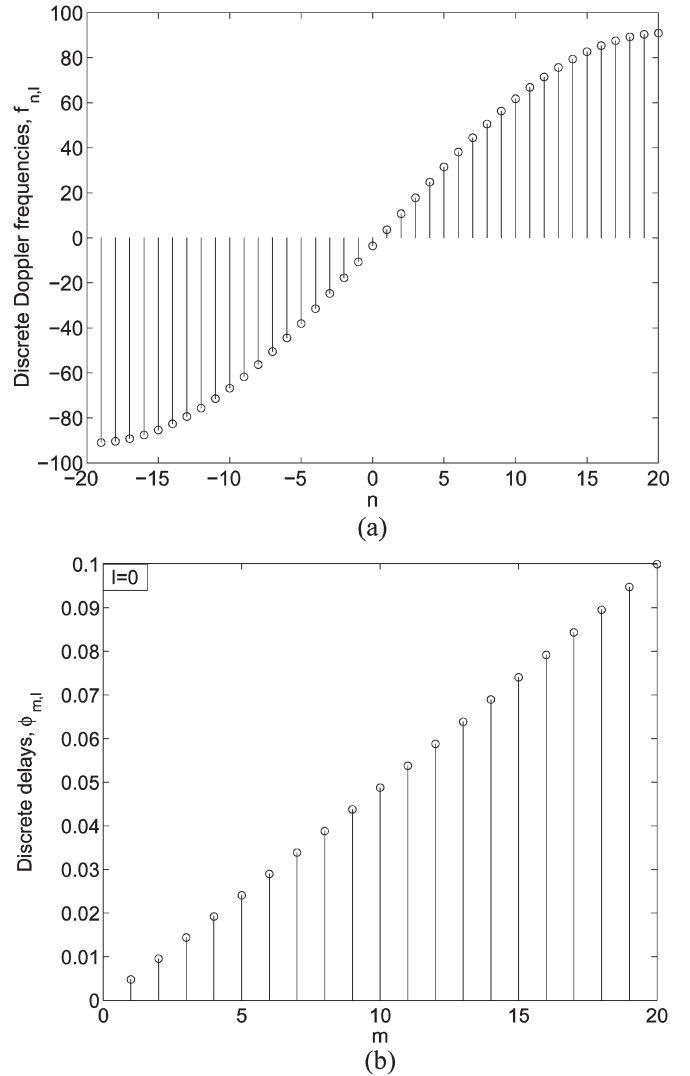 100
80
60
40
20
0
−20
−40
−60
−80
−100
Discrete Doppler frequencies, f n,l
−20 −15 −10 −5 0 5 10 15 20
n
(a)
l=0
0.1
0.09
0.08
0.07
0.06
0.05
0.04
0.03
0.02
0.01
0
Discrete delays, ϕ m,l
0 5 10 15 20
m
(b)